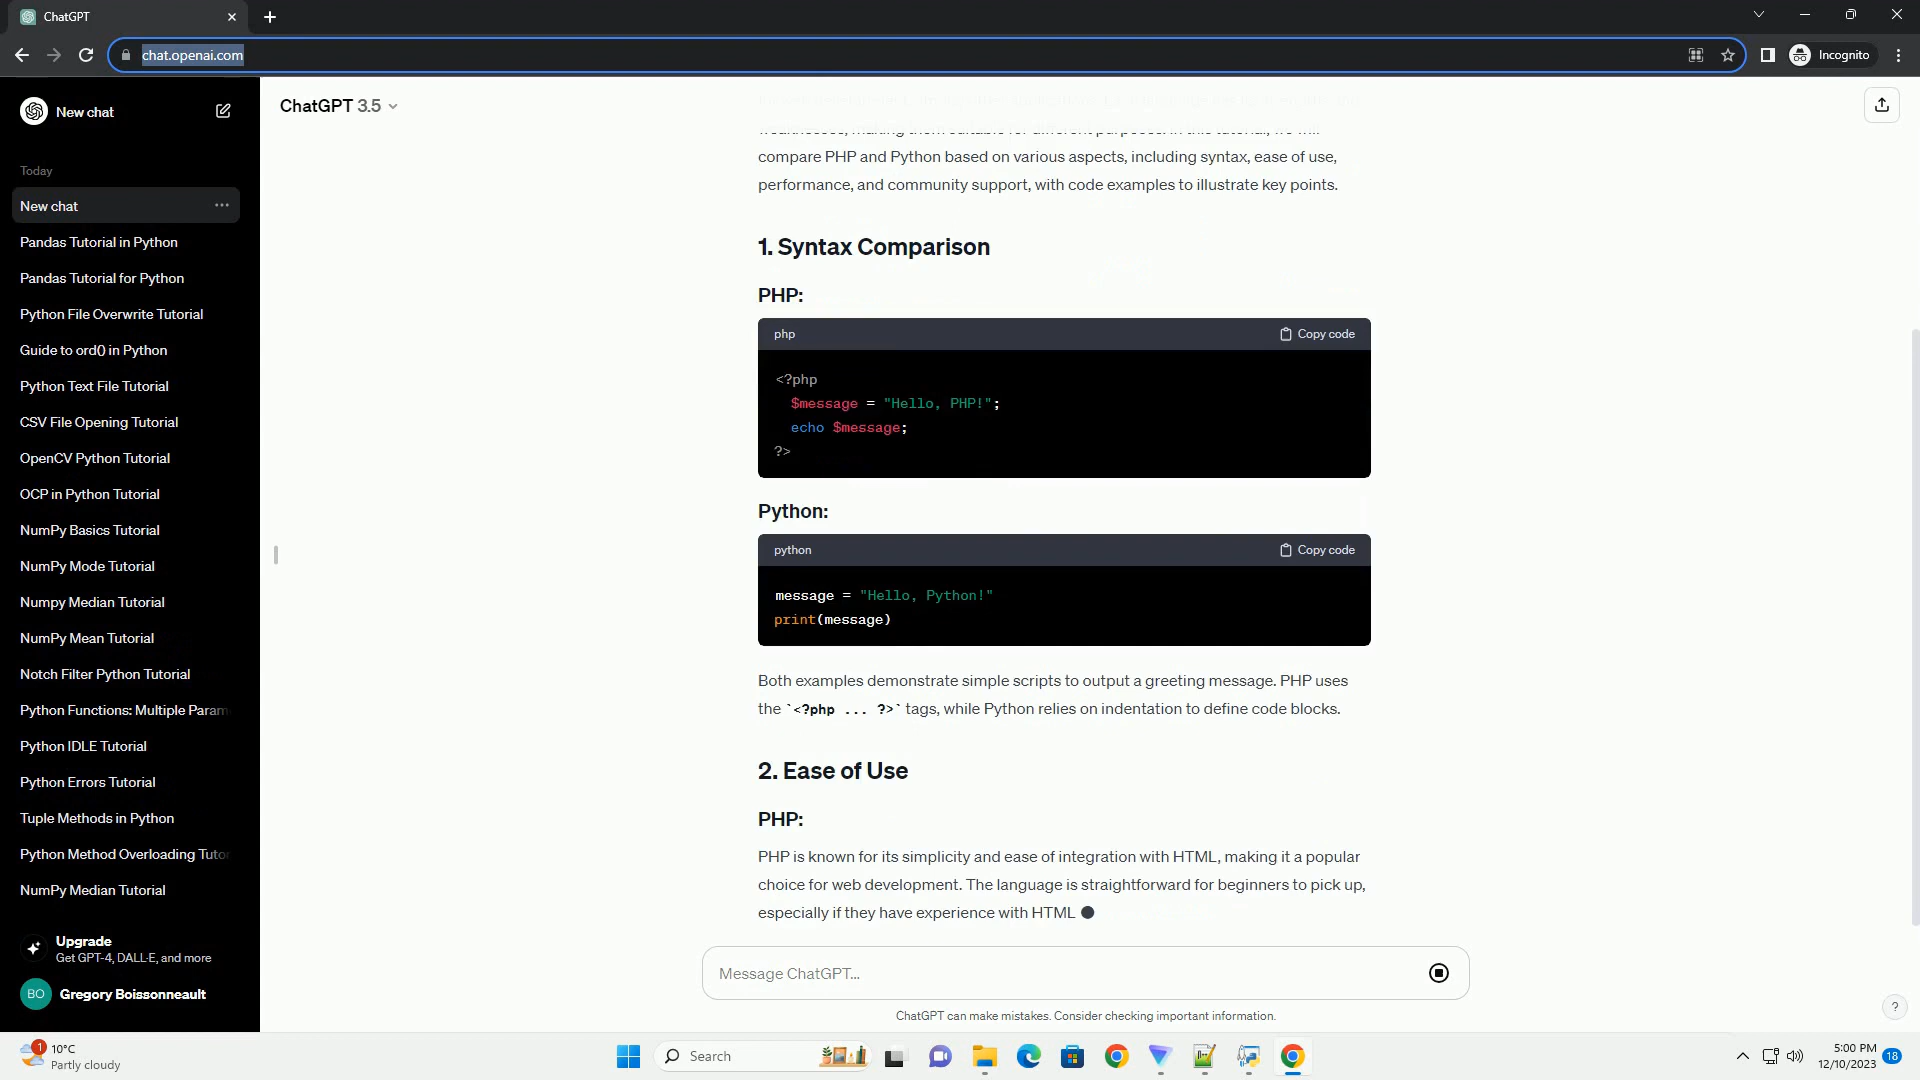 ChatGPT
chat.openai.com
Incognito
New chat
Today
New chat
Pandas Tutorial in Python
Pandas Tutorial for Python
Python File Overwrite Tutorial
Guide to ord() in Python
Python Text File Tutorial
CSV File Opening Tutorial
OpenCV Python Tutorial
OCP in Python Tutorial
NumPy Basics Tutorial
NumPy Mode Tutorial
Numpy Median Tutorial
NumPy Mean Tutorial
Notch Filter Python Tutorial
Python Functions: Multiple Param
Python IDLE Tutorial
Python Errors Tutorial
Tuple Methods in Python
Python Method Overloading Tuto
NumPy Median Tutorial
Upgrade
Get GPT-4, DALL·E, and more
BO Gregory Boissonneault
ChatGPT 3.5
compare PHP and Python based on various aspects, including syntax, ease of use,
performance, and community support, with code examples to illustrate key points.
1. Syntax Comparison
PHP:
php Copy code
<?php
$message = "Hello, PHP!";
echo $message;
?>
Python:
python Copy code
message = "Hello, Python!"
print(message)
Both examples demonstrate simple scripts to output a greeting message. PHP uses
the `<?php ... ?>` tags, while Python relies on indentation to define code blocks.
2. Ease of Use
PHP:
PHP is known for its simplicity and ease of integration with HTML, making it a popular
choice for web development. The language is straightforward for beginners to pick up,
especially if they have experience with HTML
Message ChatGPT...
ChatGPT can make mistakes. Consider checking important information.
?
1
10°C
Partly cloudy
Search
5:00 PM
12/10/2023
18